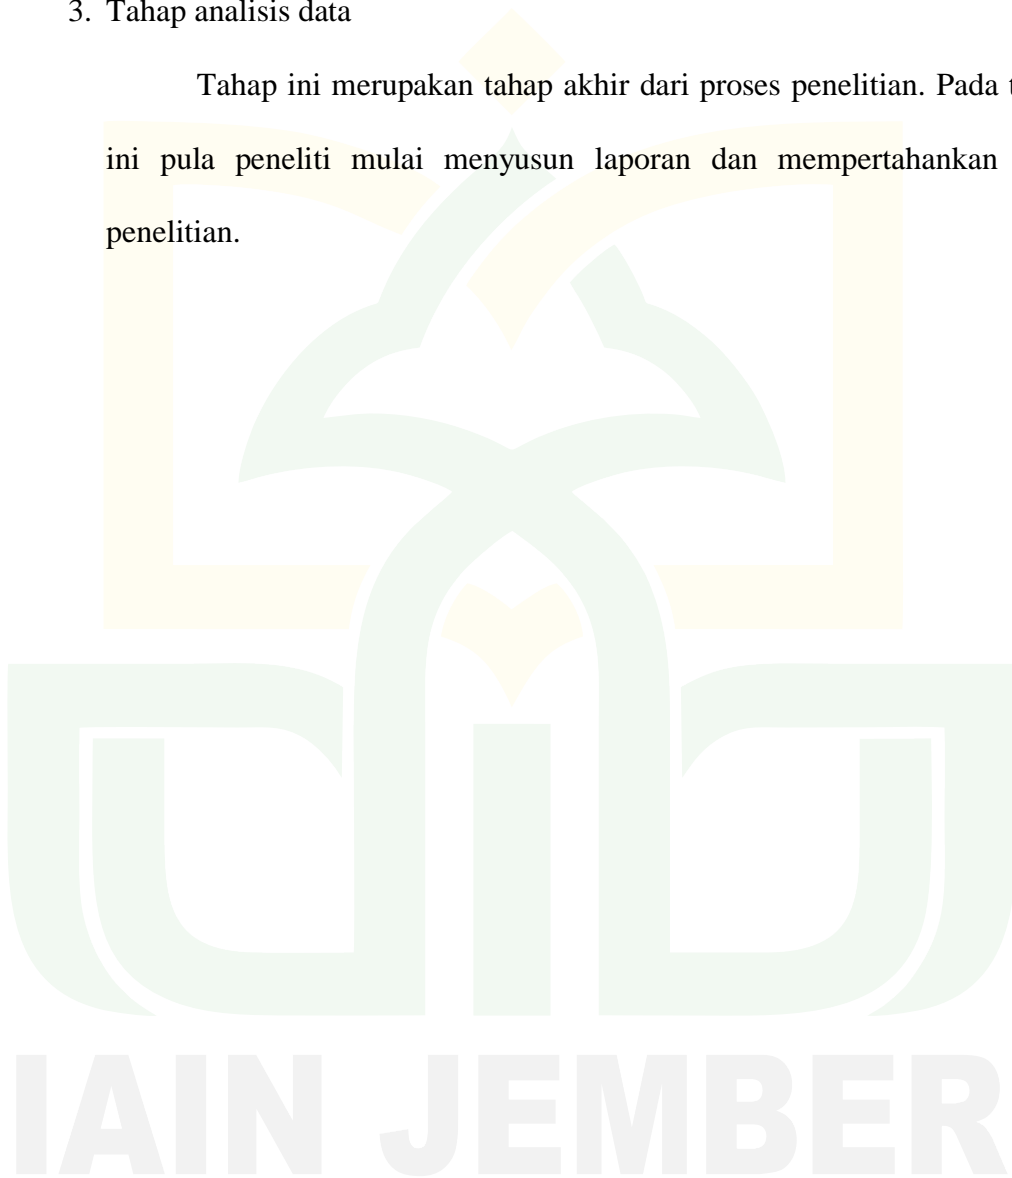 3. Tahap analisis data
Tahap ini merupakan tahap akhir dari proses penelitian. Pada
ini pula peneliti mulai menyusun laporan dan mempertahankan
penelitian.
IAIN JEMBER